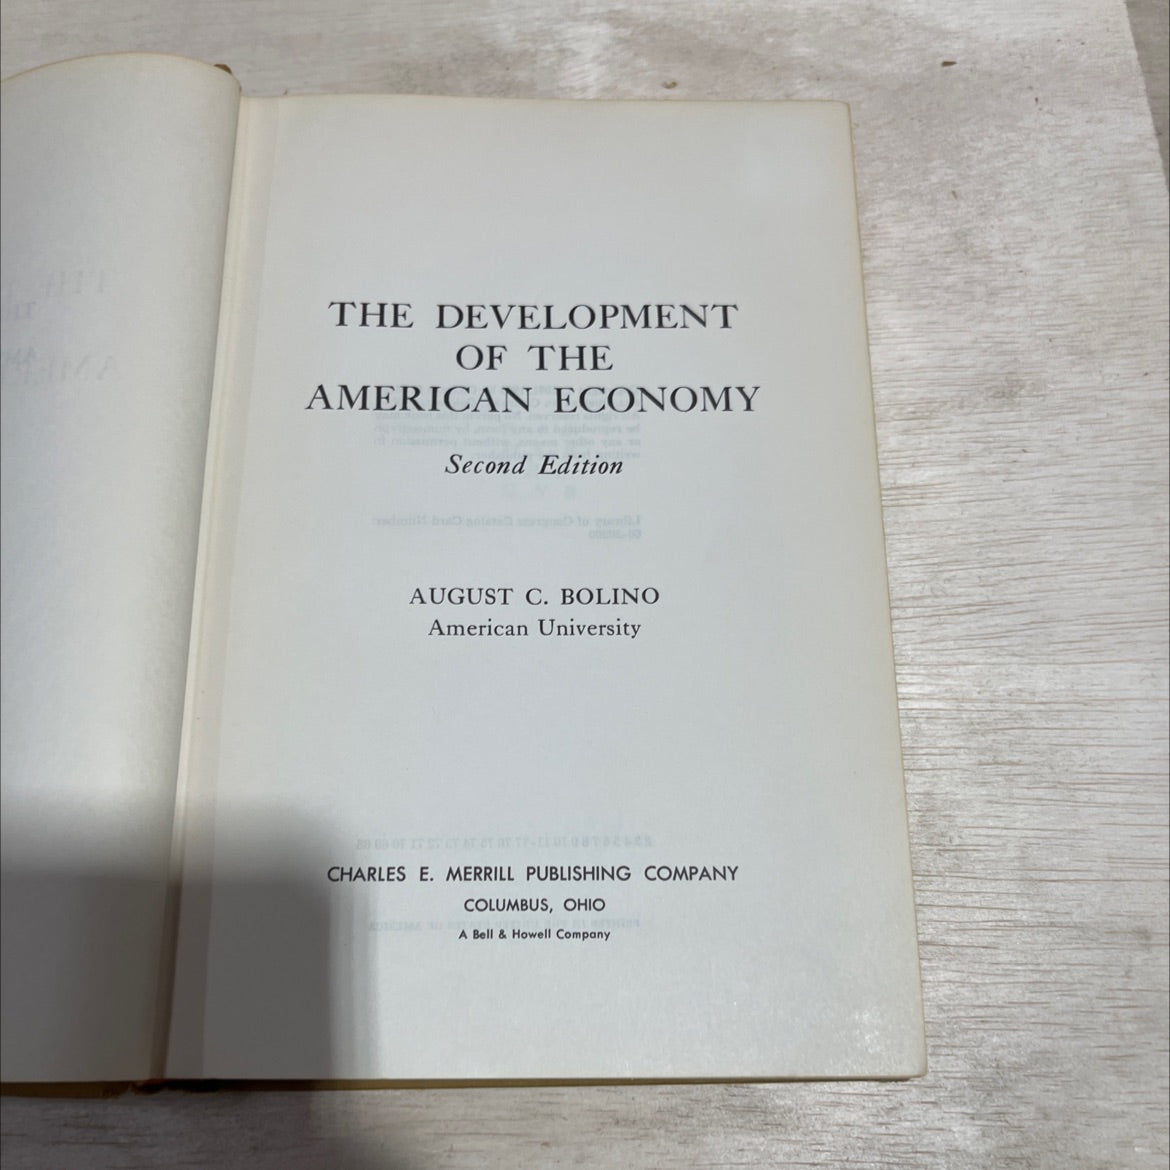 THE DEVELOPMENT
OF THE
AMERICAN ECONOMY
Second Edition
AUGUST C. BOLINO
American University
CHARLES E. MERRILL PUBLISHING COMPANY
COLUMBUS, OHIO
A Bell & Howell Company